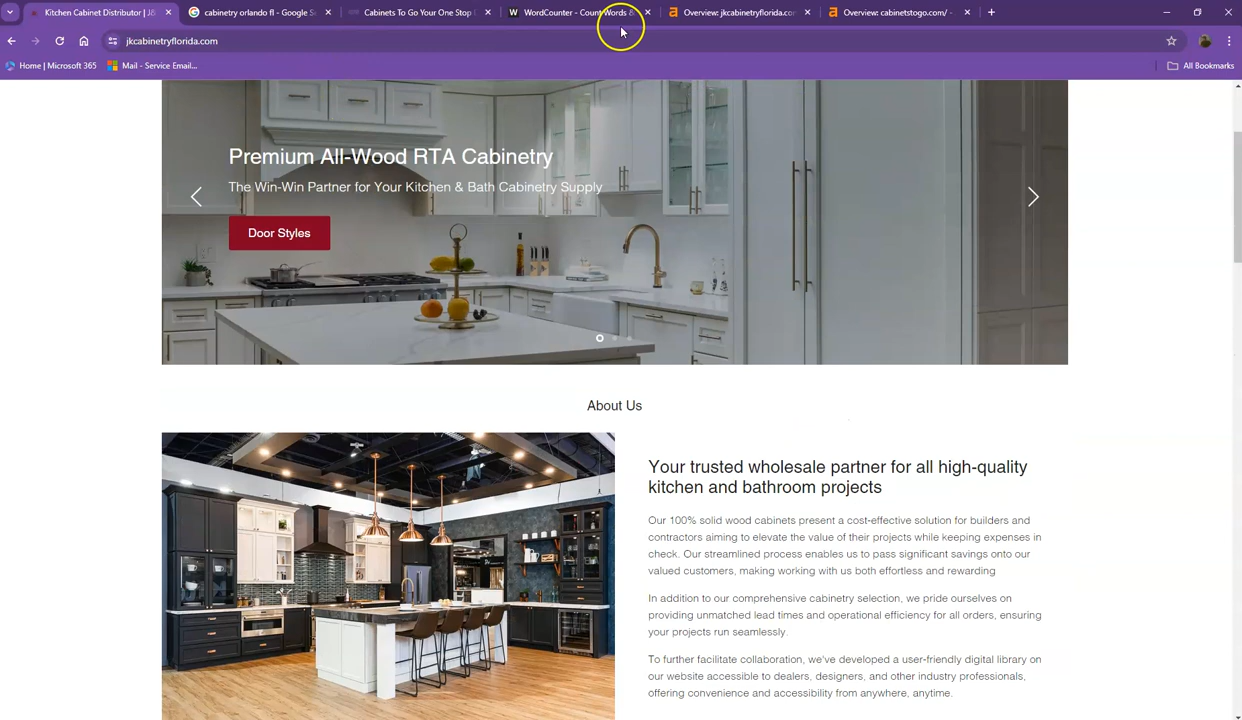 Kitchen Cabinet Distributor | J&
cabinetry orlando fl - Google Se
Cabinets To Go Your One Stop
WordCounter - Count Words &
Overview: jkcabinetryflorida.com
Overview: cabinetstogo.com/ -
jkcabinetryflorida.com
Home | Microsoft 365
Mail - Service Email...
All Bookmarks
Premium All-Wood RTA Cabinetry
The Win-Win Partner for Your Kitchen & Bath Cabinetry Supply
Door Styles
About Us
Your trusted wholesale partner for all high-quality
kitchen and bathroom projects
Our 100% solid wood cabinets present a cost-effective solution for builders and
contractors aiming to elevate the value of their projects while keeping expenses in
check. Our streamlined process enables us to pass significant savings onto our
valued customers, making working with us both effortless and rewarding
In addition to our comprehensive cabinetry selection, we pride ourselves on
providing unmatched lead times and operational efficiency for all orders, ensuring
your projects run seamlessly.
To further facilitate collaboration, we've developed a user-friendly digital library on
our website accessible to dealers, designers, and other industry professionals,
offering convenience and accessibility from anywhere, anytime.